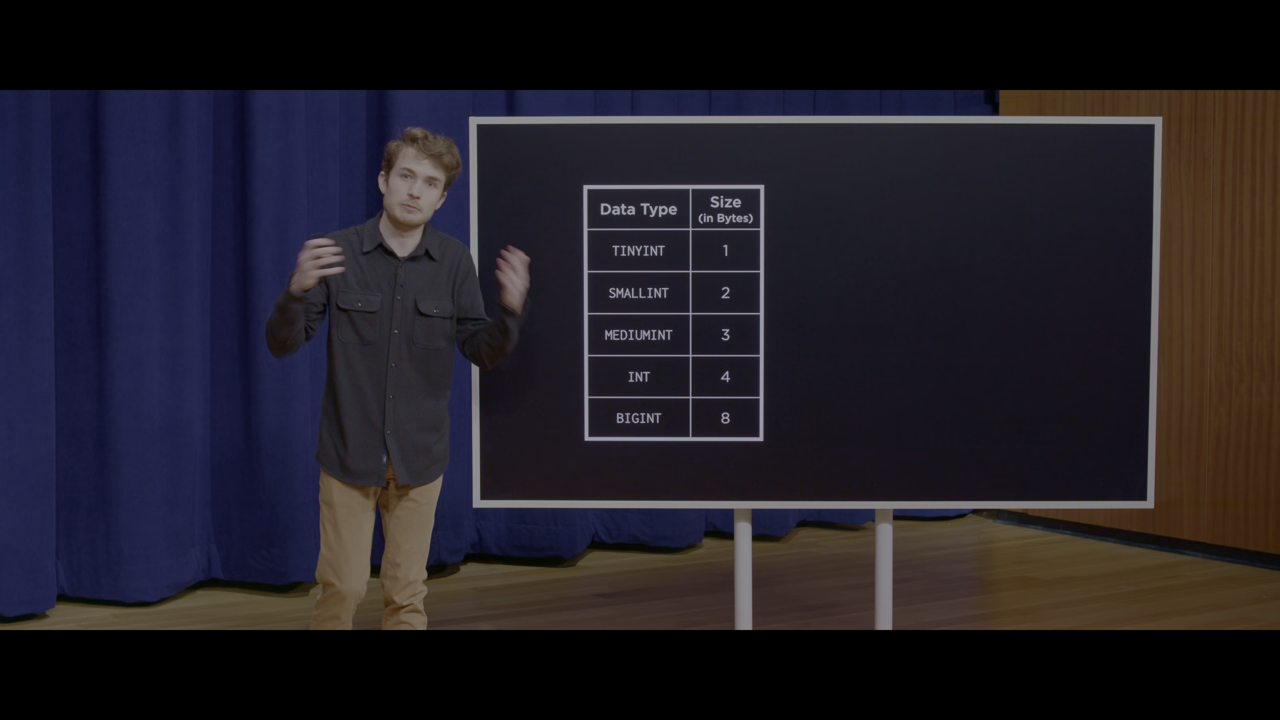 Data Type Size
(in Bytes)
TINYINT 1
SMALLINT 2
MEDIUMINT 3
INT 4
BIGINT 8